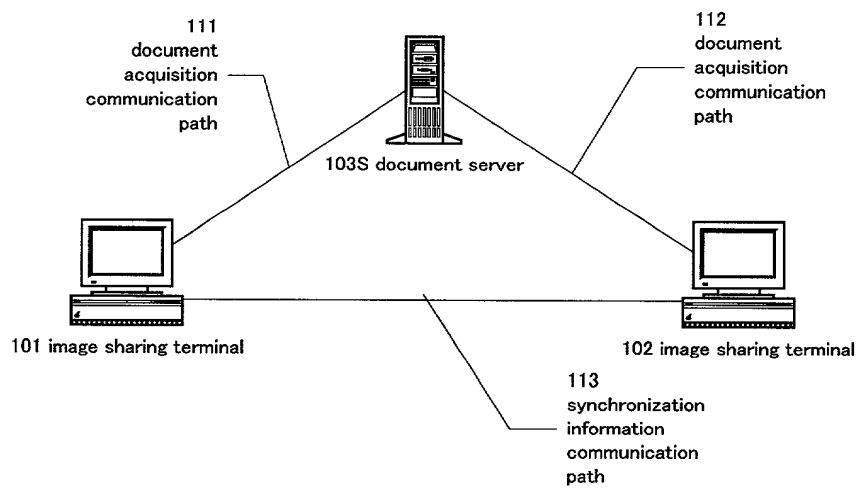 111
document
acquisition
communication
path
112
document
acquisition
communication
path
103S document server
101 image sharing terminal
102 image sharing terminal
113
synchronization
information
communication
path